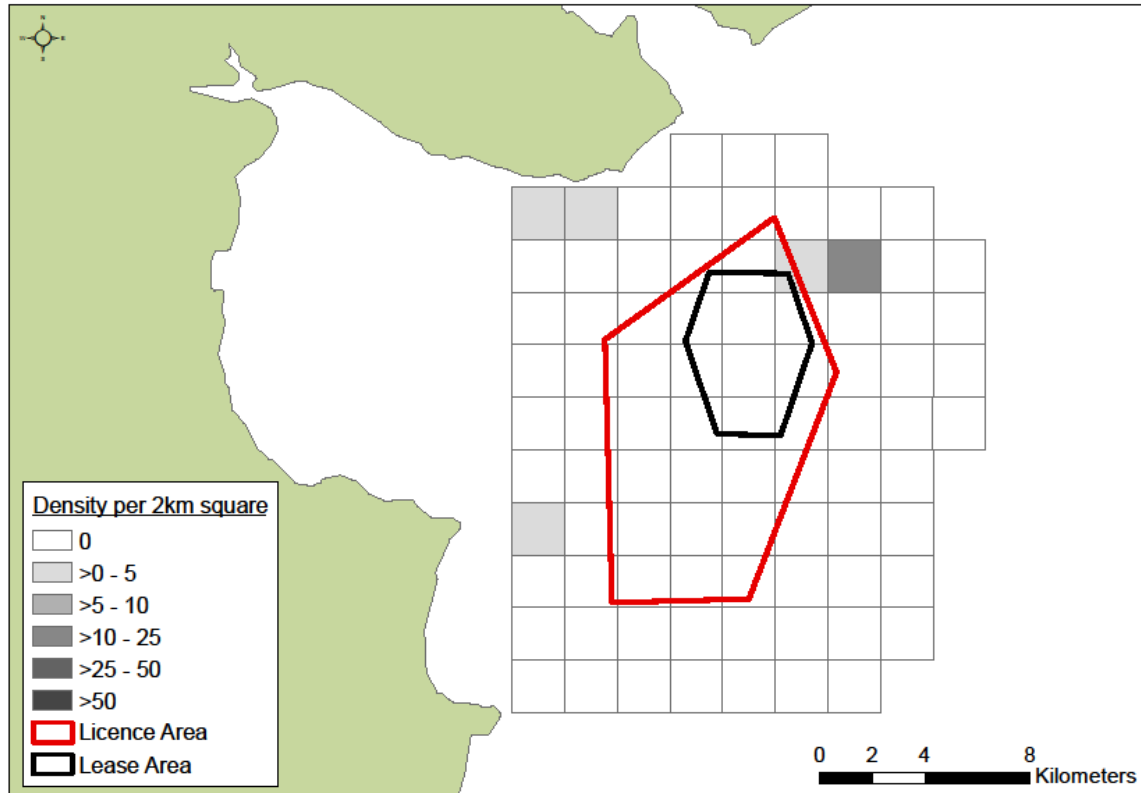 N
W E
S
Density per 2km square
0
>0 - 5
>5 - 10
>10 - 25
>25 - 50
>50
Licence Area
Lease Area
0 2 4 8
Kilometers